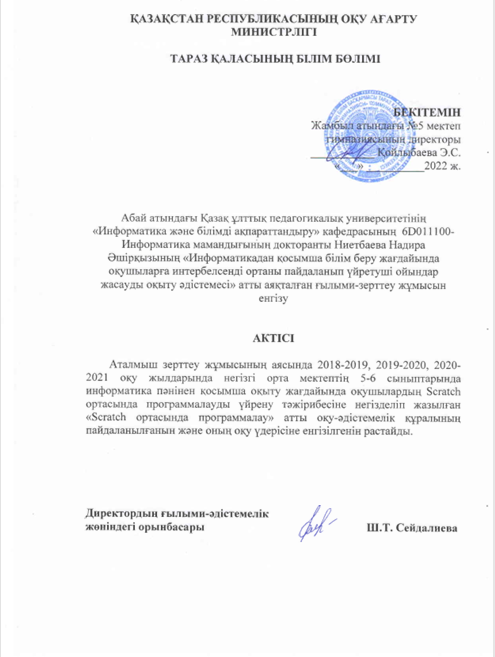 ҚАЗАҚСТАН РЕСПУБЛИКАСЫНЫҢ ОҚУ АҒАРТУ
МИНИСТРЛІГІ
ТАРАЗ ҚАЛАСЫНЫҢ БІЛІМ БӨЛІМІ
БЕКІТЕМІН
Жамбыл атындағы №5 мектеп
гимназиясының директоры
__________ Қойлыбаева Э.С.
«___» __________2022 ж.
Абай атындағы Қазақ ұлттық педагогикалық университетінің
«Информатика және білімді ақпараттандыру» кафедрасының 6D011100-
Информатика мамандығының докторанты Ниетбаева Надира
Әшірқызының «Информатикадан қосымша білім беру жағдайында
оқушыларға интербелсенді ортаны пайдаланып үйретуші ойындар
жасауды оқыту әдістемесі» атты аяқталған ғылыми-зерттеу жұмысын
енгізу
АКТІСІ
Аталмыш зерттеу жұмысының аясында 2018-2019, 2019-2020, 2020-
2021 оқу жылдарында негізгі орта мектептің 5-6 сыныптарында
информатика пәнінен қосымша оқыту жағдайында оқушылардың Scratch
ортасында программалауды үйрену тәжірибесіне негізделіп жазылған
«Scratch ортасында программалау» атты оқу-әдістемелік құралының
пайдаланылғанын және оның оқу үдерісіне енгізілгенін растайды.
Директордың ғылыми-әдістемелік
жөніндегі орынбасары Ш.Т. Сейдалиева